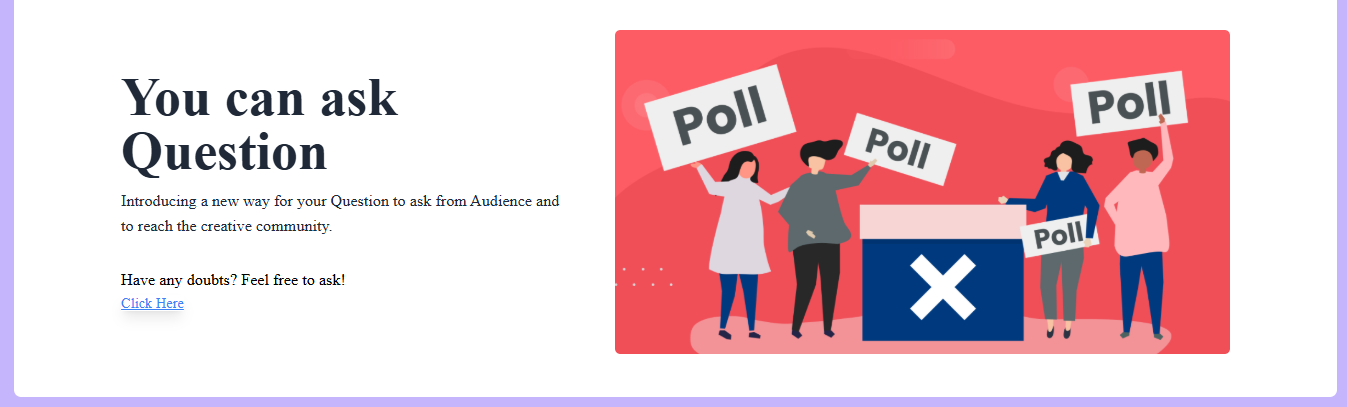 You can ask
Question
Introducing a new way for your Question to ask from Audience and
to reach the creative community.
Have any doubts? Feel free to ask!
Click Here
Poll
Poll
Poll
Poll